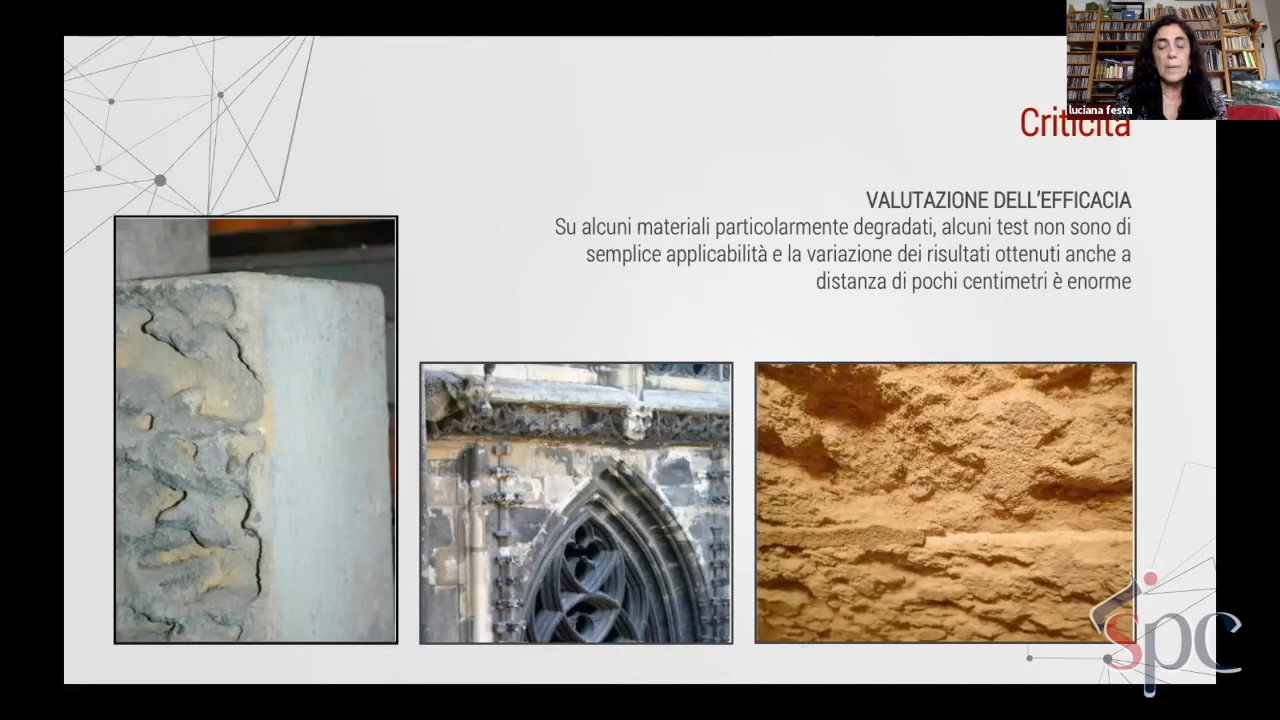 luciana festa
Criticità
VALUTAZIONE DELL'EFFICACIA
Su alcuni materiali particolarmente degradati, alcuni test non sono di
semplice applicabilità e la variazione dei risultati ottenuti anche a
distanza di pochi centimetri è enorme
spc